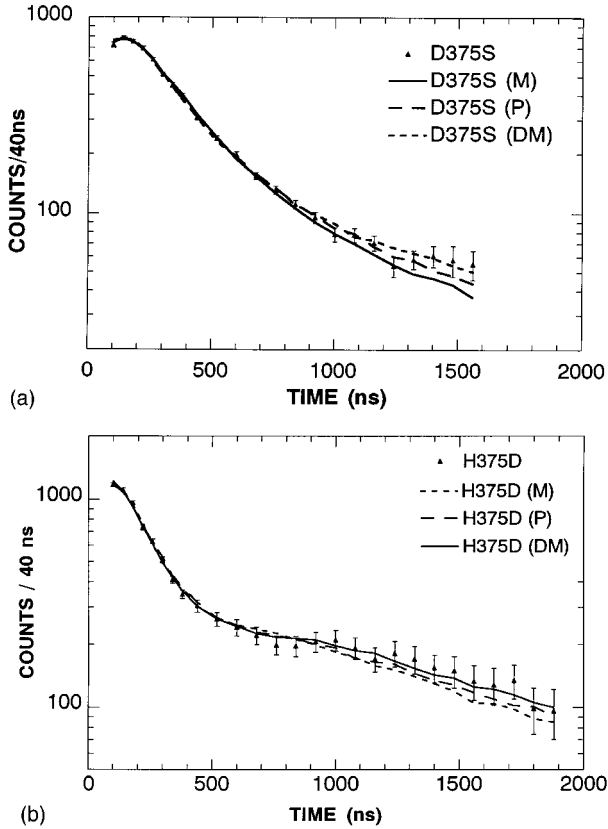 1000
D375S
D375S (M)
D375S (P)
D375S (DM)
COUNTS/40ns
100
0
500
1000
1500
2000
(a)
TIME (ns)
H375D
1000
H375D (M)
H375D (P)
H375D (DM)
COUNTS / 40 ns
100
0
500
1000
1500
2000
(b)
TIME (ns)